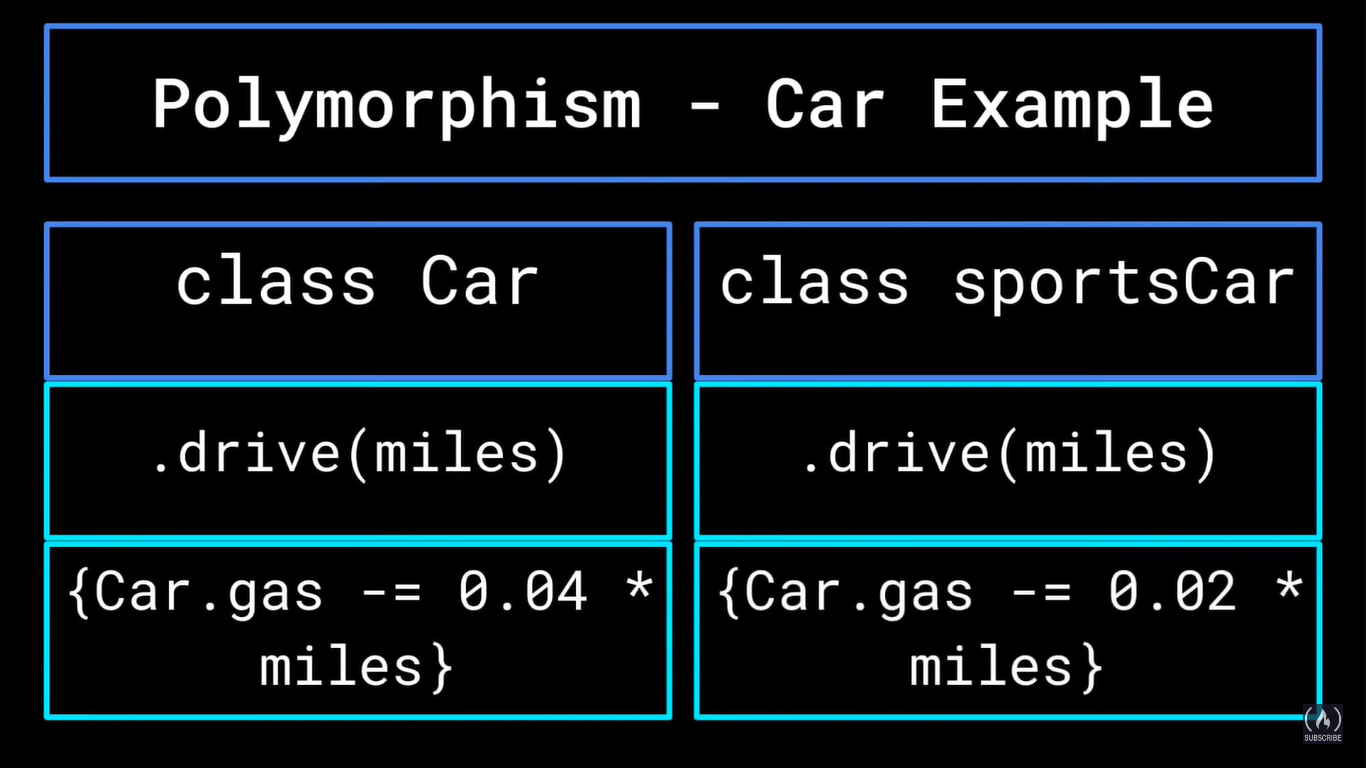 Polymorphism - Car Example
class Car
.drive(miles)
{Car.gas -= 0.04 *
miles}
class sportsCar
.drive(miles)
{Car.gas -= 0.02 *
miles}
SUBSCRIBE